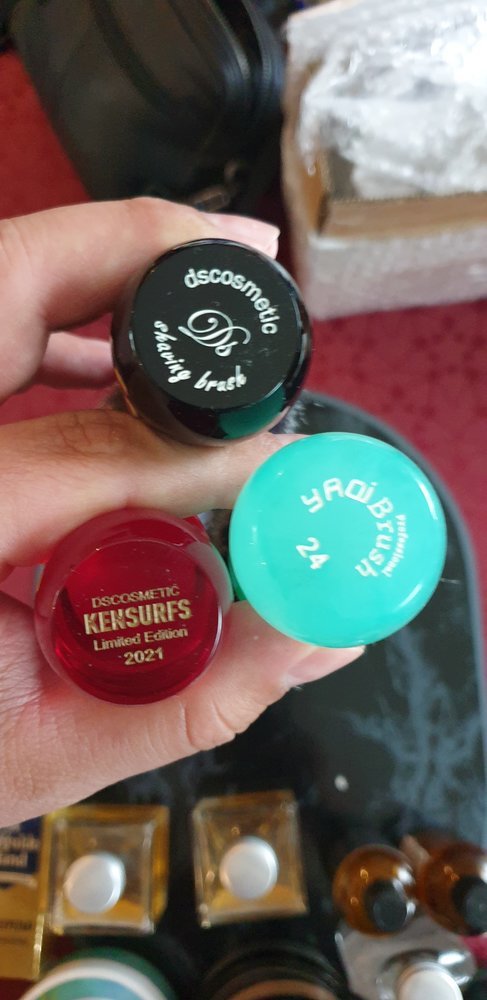 dscosmetic
Ds
shaving brush
yaqi Brush
professional
24
DSCOSMETIC
KENSURFS
Limited Edition
2021